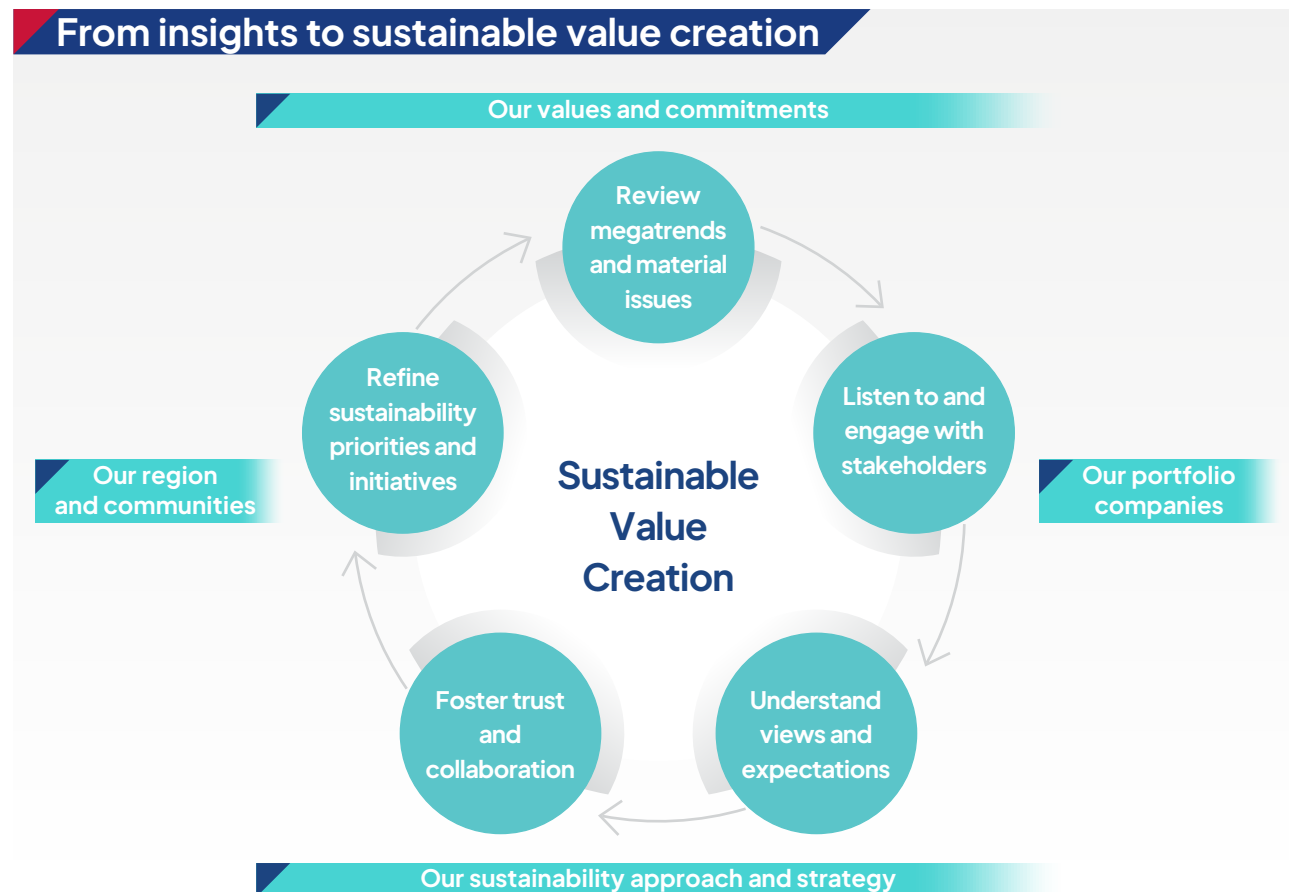 From insights to sustainable value creation
Our values and commitments
Review
megatrends
and material
issues
Refine
sustainability
priorities and
initiatives
Listen to and
engage with
stakeholders
Our region
and communities
Sustainable
Value
Creation
Our portfolio
companies
Foster trust
and
collaboration
Understand
views and
expectations
Our sustainability approach and strategy